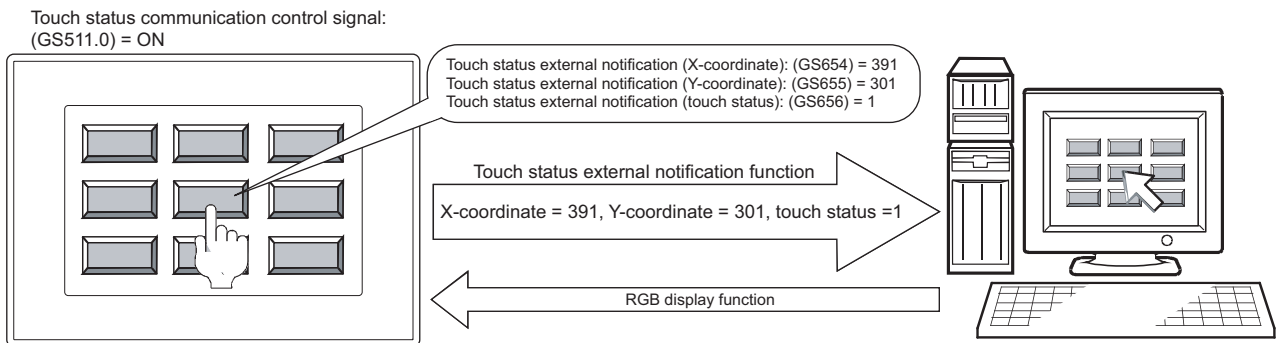 Touch status communication control signal:
(GS511.0) = ON
Touch status external notification (X-coordinate): (GS654) = 391
Touch status external notification (Y-coordinate): (GS655) = 301
Touch status external notification (touch status): (GS656) = 1
Touch status external notification function
X-coordinate = 391, Y-coordinate = 301, touch status =1
RGB display function